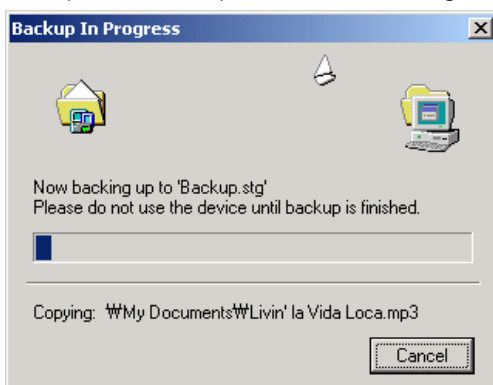 Backup In Progress
Now backing up to 'Backup.stg'
Please do not use the device until backup is finished.
Copying: ₩My Documents₩Livin' la Vida Loca.mp3
Cancel